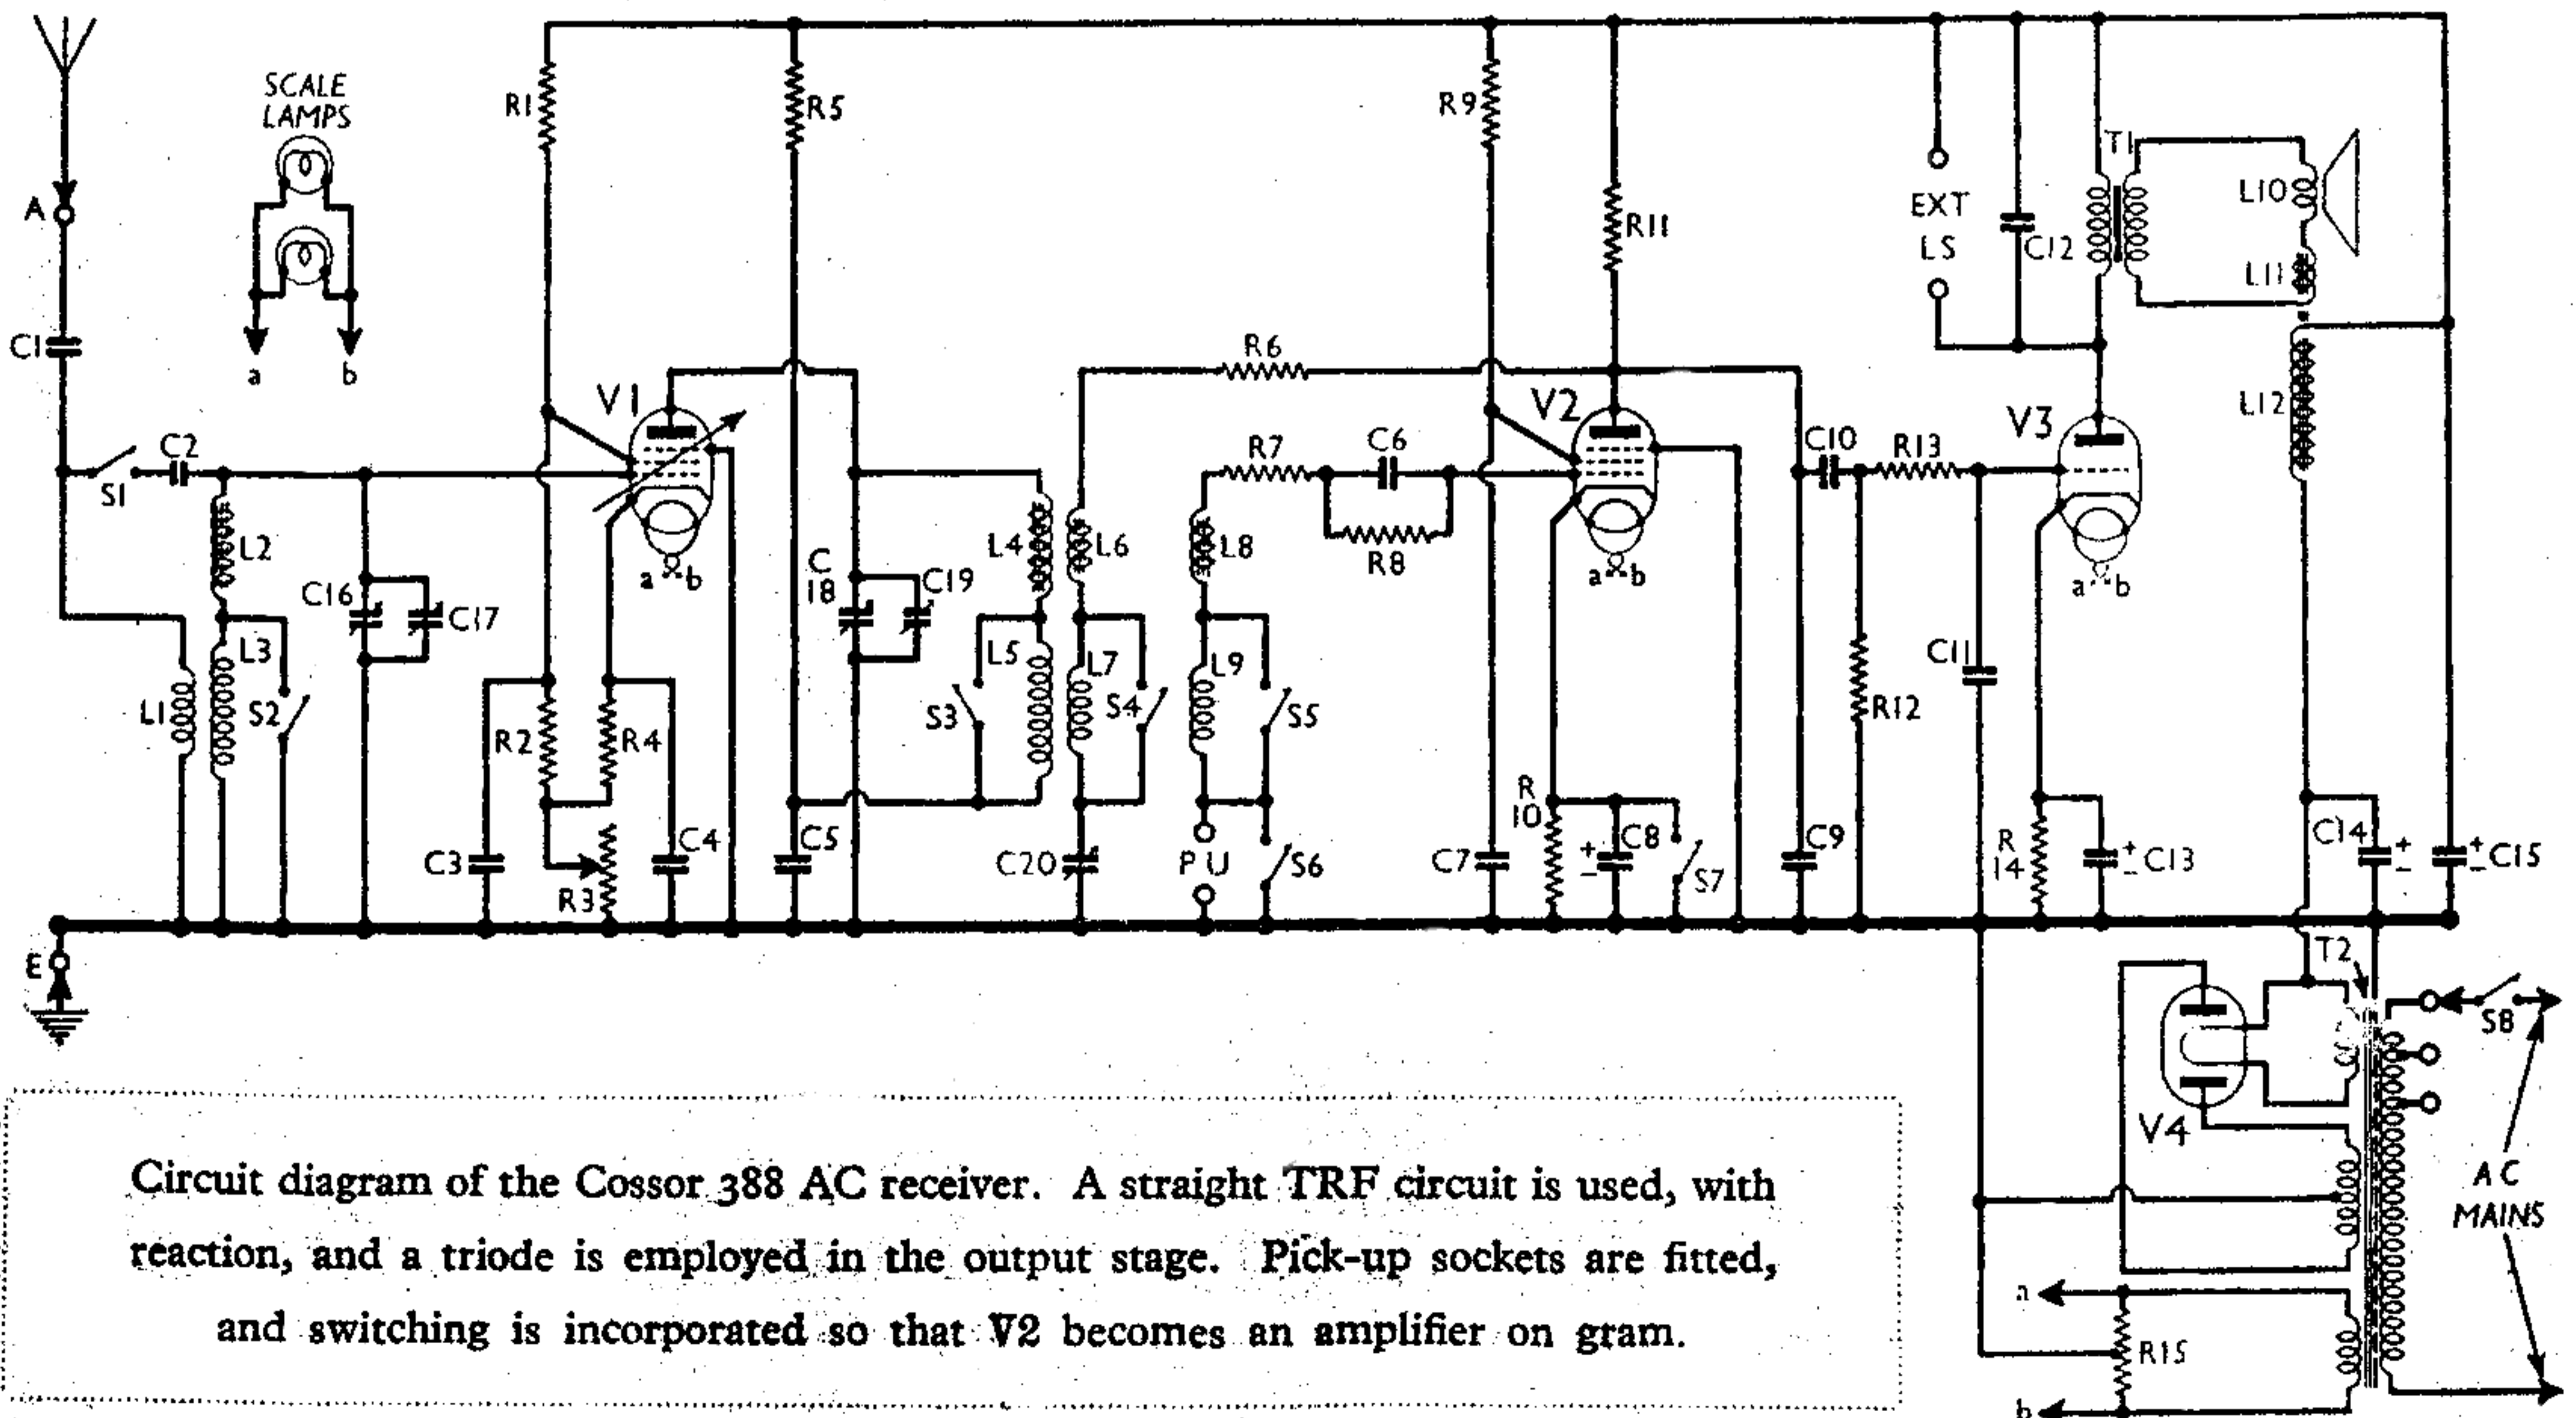 SCALE
LAMPS
A
C1
a b
S1
C2
L2
L3
L1
S2
C16
C17
R1
V1
a b
R5
R2
R4
R3
C3
C4
C5
C
18
C19
L4
L5
S3
L6
L7
S4
C20
R6
R7
C6
R8
L8
L9
S5
PU
S6
R9
R11
V2
a b
C7
R
10
C8
+
–
S7
C9
C10
R13
R12
C11
EXT
LS
C12
T1
V3
a b
R
14
C13
+
–
L10
L11
L12
C14
+
–
C15
+
–
E
T2
S8
V4
AC
MAINS
a
R15
b
Circuit diagram of the Cossor 388 AC receiver. A straight TRF circuit is used, with
reaction, and a triode is employed in the output stage. Pick-up sockets are fitted,
and switching is incorporated so that V2 becomes an amplifier on gram.